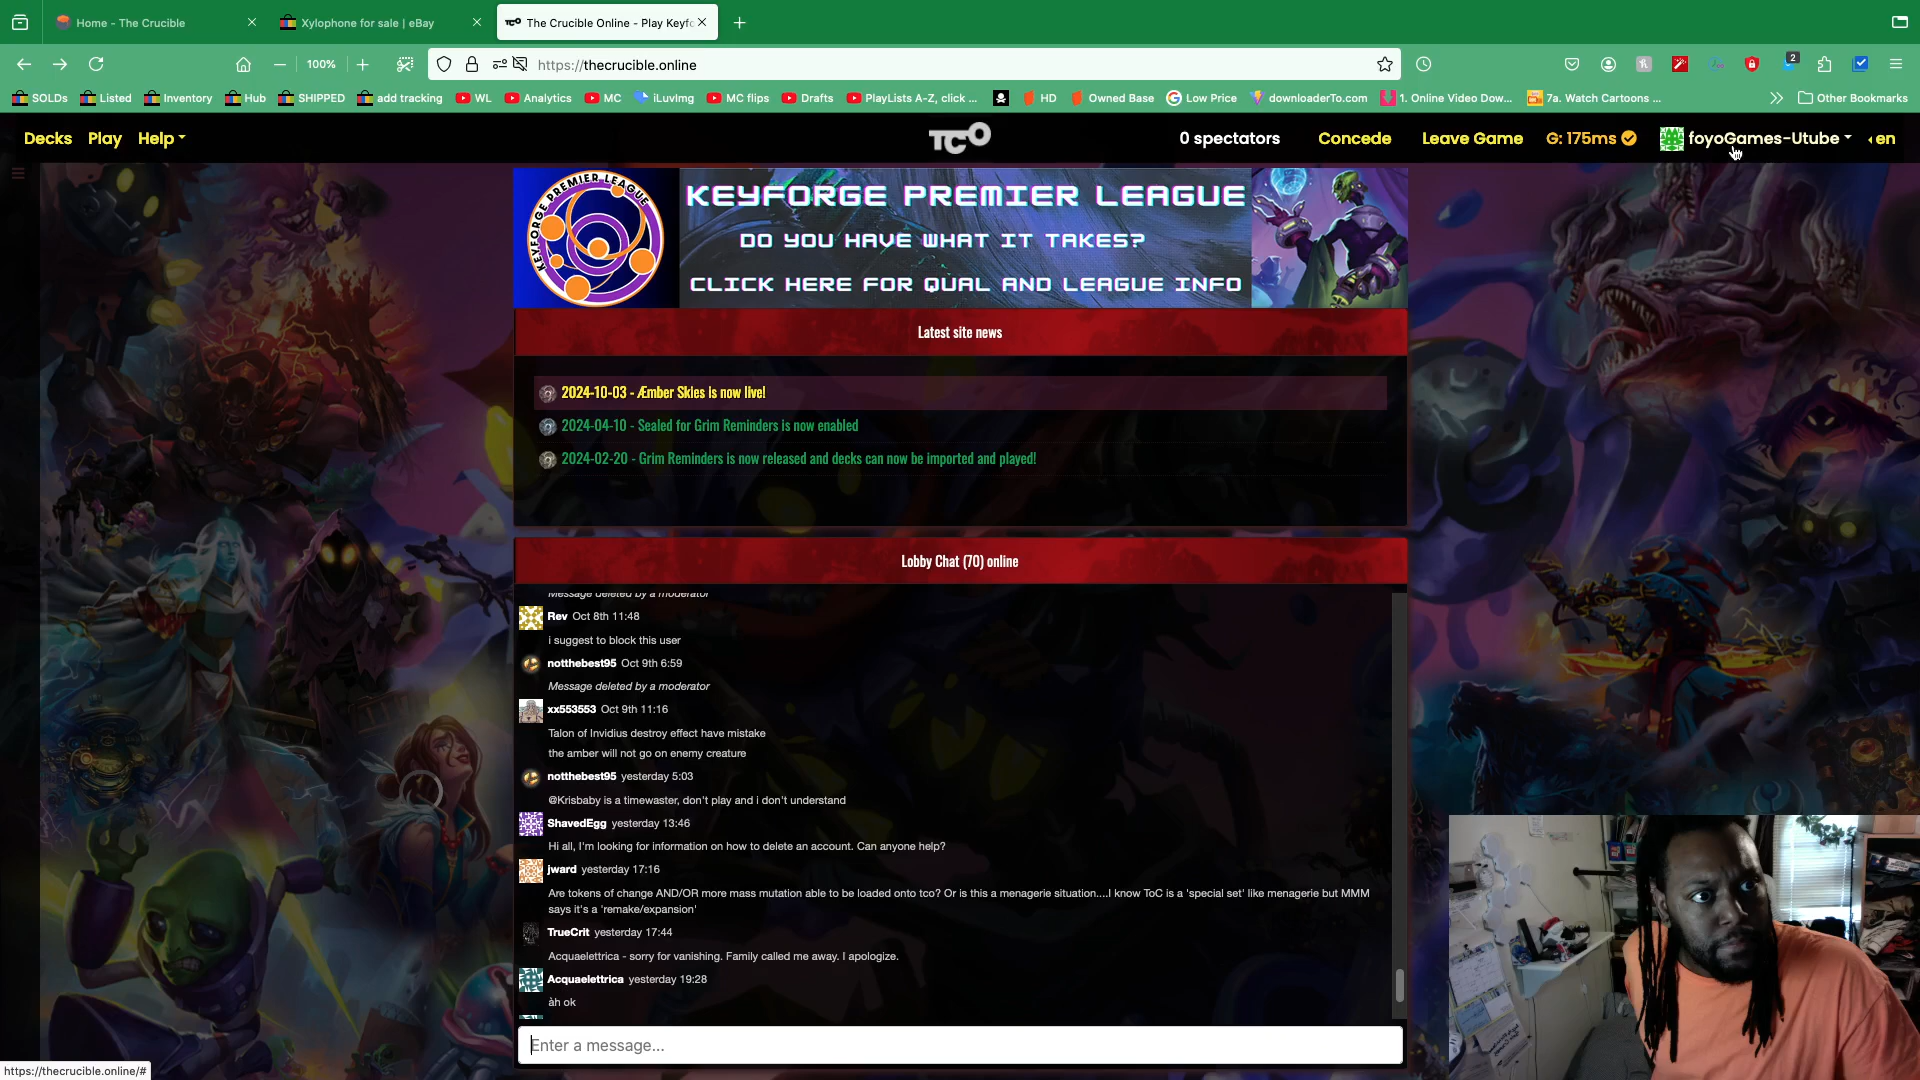 Home - The Crucible
Xylophone for sale | eBay
TCO The Crucible Online - Play Keyfo
100%
https://thecrucible.online
2
SOLDs
Listed
Inventory
Hub
SHIPPED
add tracking
WL
Analytics
MC
iLuvImg
MC flips
Drafts
PlayLists A-Z, click ...
HD
Owned Base
Low Price
downloaderTo.com
1. Online Video Dow...
7a. Watch Cartoons ...
Other Bookmarks
Decks
Play
Help
TCO
0 spectators
Concede
Leave Game
G: 175ms
foyoGames-Utube
en
KEYFORGE PREMIER LEAGUE
KEYFORGE PREMIER LEAGUE
DO YOU HAVE WHAT IT TAKES?
CLICK HERE FOR QUAL AND LEAGUE INFO
Latest site news
2024-10-03 - Æmber Skies is now live!
2024-04-10 - Sealed for Grim Reminders is now enabled
2024-02-20 - Grim Reminders is now released and decks can now be imported and played!
Lobby Chat (70) online
Message deleted by a moderator
Rev Oct 8th 11:48
i suggest to block this user
notthebest95 Oct 9th 6:59
Message deleted by a moderator
xx553553 Oct 9th 11:16
Talon of Invidius destroy effect have mistake
the amber will not go on enemy creature
notthebest95 yesterday 5:03
@Krisbaby is a timewaster, don't play and i don't understand
ShavedEgg yesterday 13:46
Hi all, I'm looking for information on how to delete an account. Can anyone help?
jward yesterday 17:16
Are tokens of change AND/OR more mass mutation able to be loaded onto tco? Or is this a menagerie situation....I know ToC is a 'special set' like menagerie but MMM
says it's a 'remake/expansion'
TrueCrit yesterday 17:44
Acquaelettrica - sorry for vanishing. Family called me away. I apologize.
Acquaelettrica yesterday 19:28
àh ok
Enter a message...
https://thecrucible.online/#